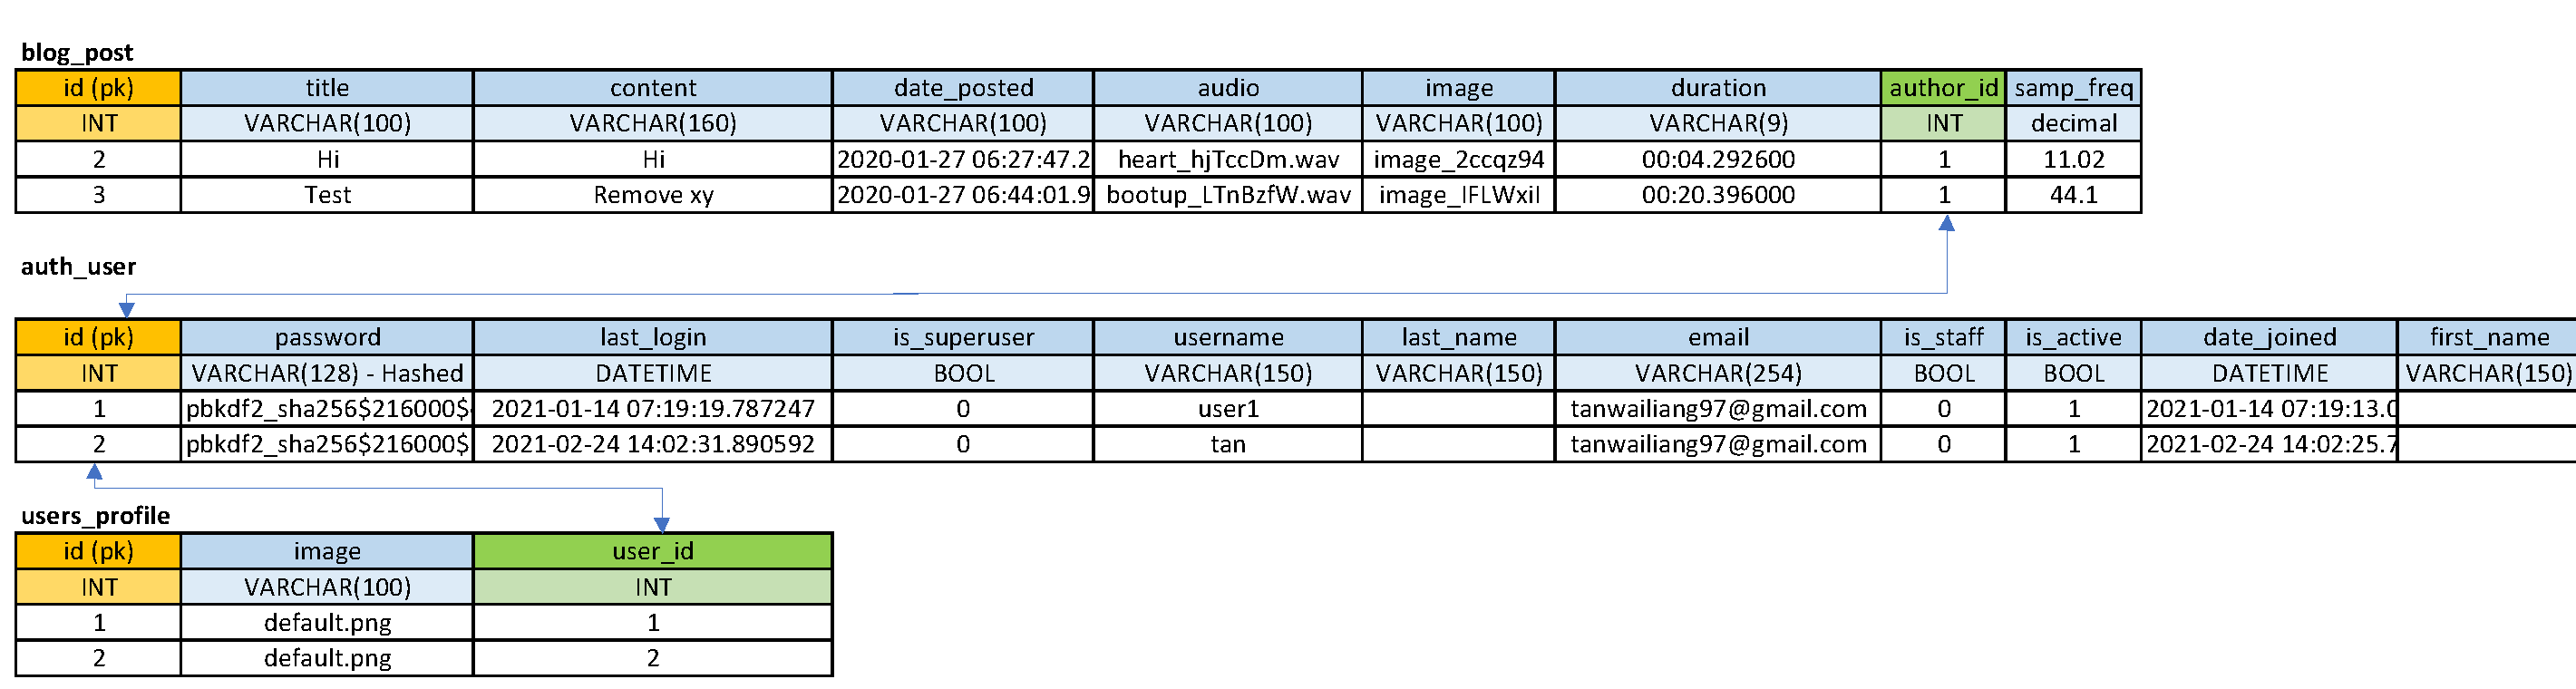 blog_post
id (pk) title content date_posted audio image duration author_id samp_freq
INT VARCHAR(100) VARCHAR(160) VARCHAR(100) VARCHAR(100) VARCHAR(100) VARCHAR(9) INT decimal
2 Hi Hi 2020-01-27 06:27:47.2 heart_hjTccDm.wav image_2ccqz94 00:04.292600 1 11.02
3 Test Remove xy 2020-01-27 06:44:01.9 bootup_LTnBzfW.wav image_IFLWxiI 00:20.396000 1 44.1
auth_user
id (pk) password last_login is_superuser username last_name email is_staff is_active date_joined first_name
INT VARCHAR(128) - Hashed DATETIME BOOL VARCHAR(150) VARCHAR(150) VARCHAR(254) BOOL BOOL DATETIME VARCHAR(150)
1 pbkdf2_sha256$216000$ 2021-01-14 07:19:19.787247 0 user1 tanwailiang97@gmail.com 0 1 2021-01-14 07:19:13.0
2 pbkdf2_sha256$216000$ 2021-02-24 14:02:31.890592 0 tan tanwailiang97@gmail.com 0 1 2021-02-24 14:02:25.7
users_profile
id (pk) image user_id
INT VARCHAR(100) INT
1 default.png 1
2 default.png 2